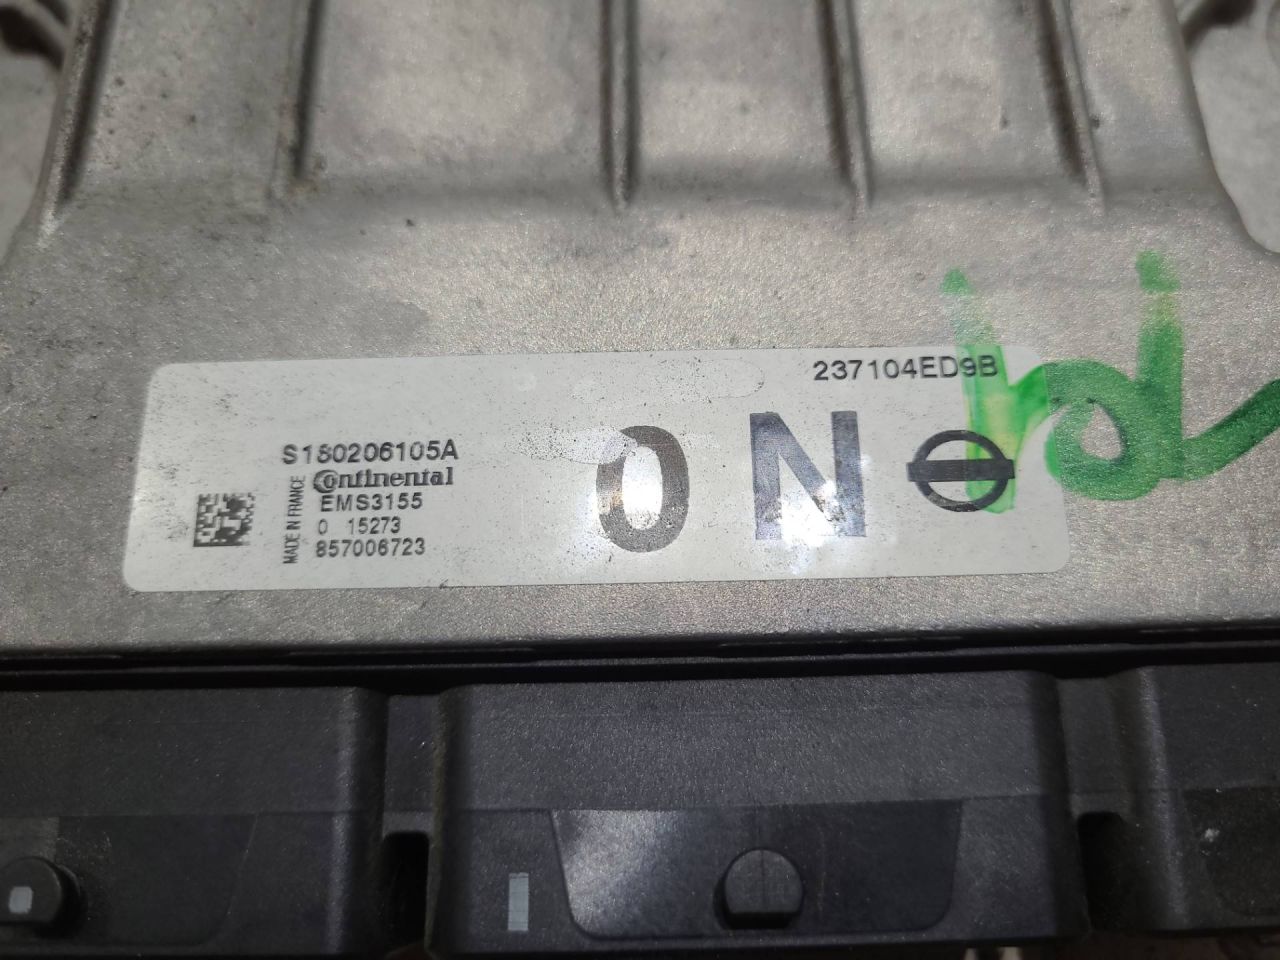 237104ED9B
S180206105A
Continental
EMS3155
0 15273
857006723
MADE IN FRANCE
0 N